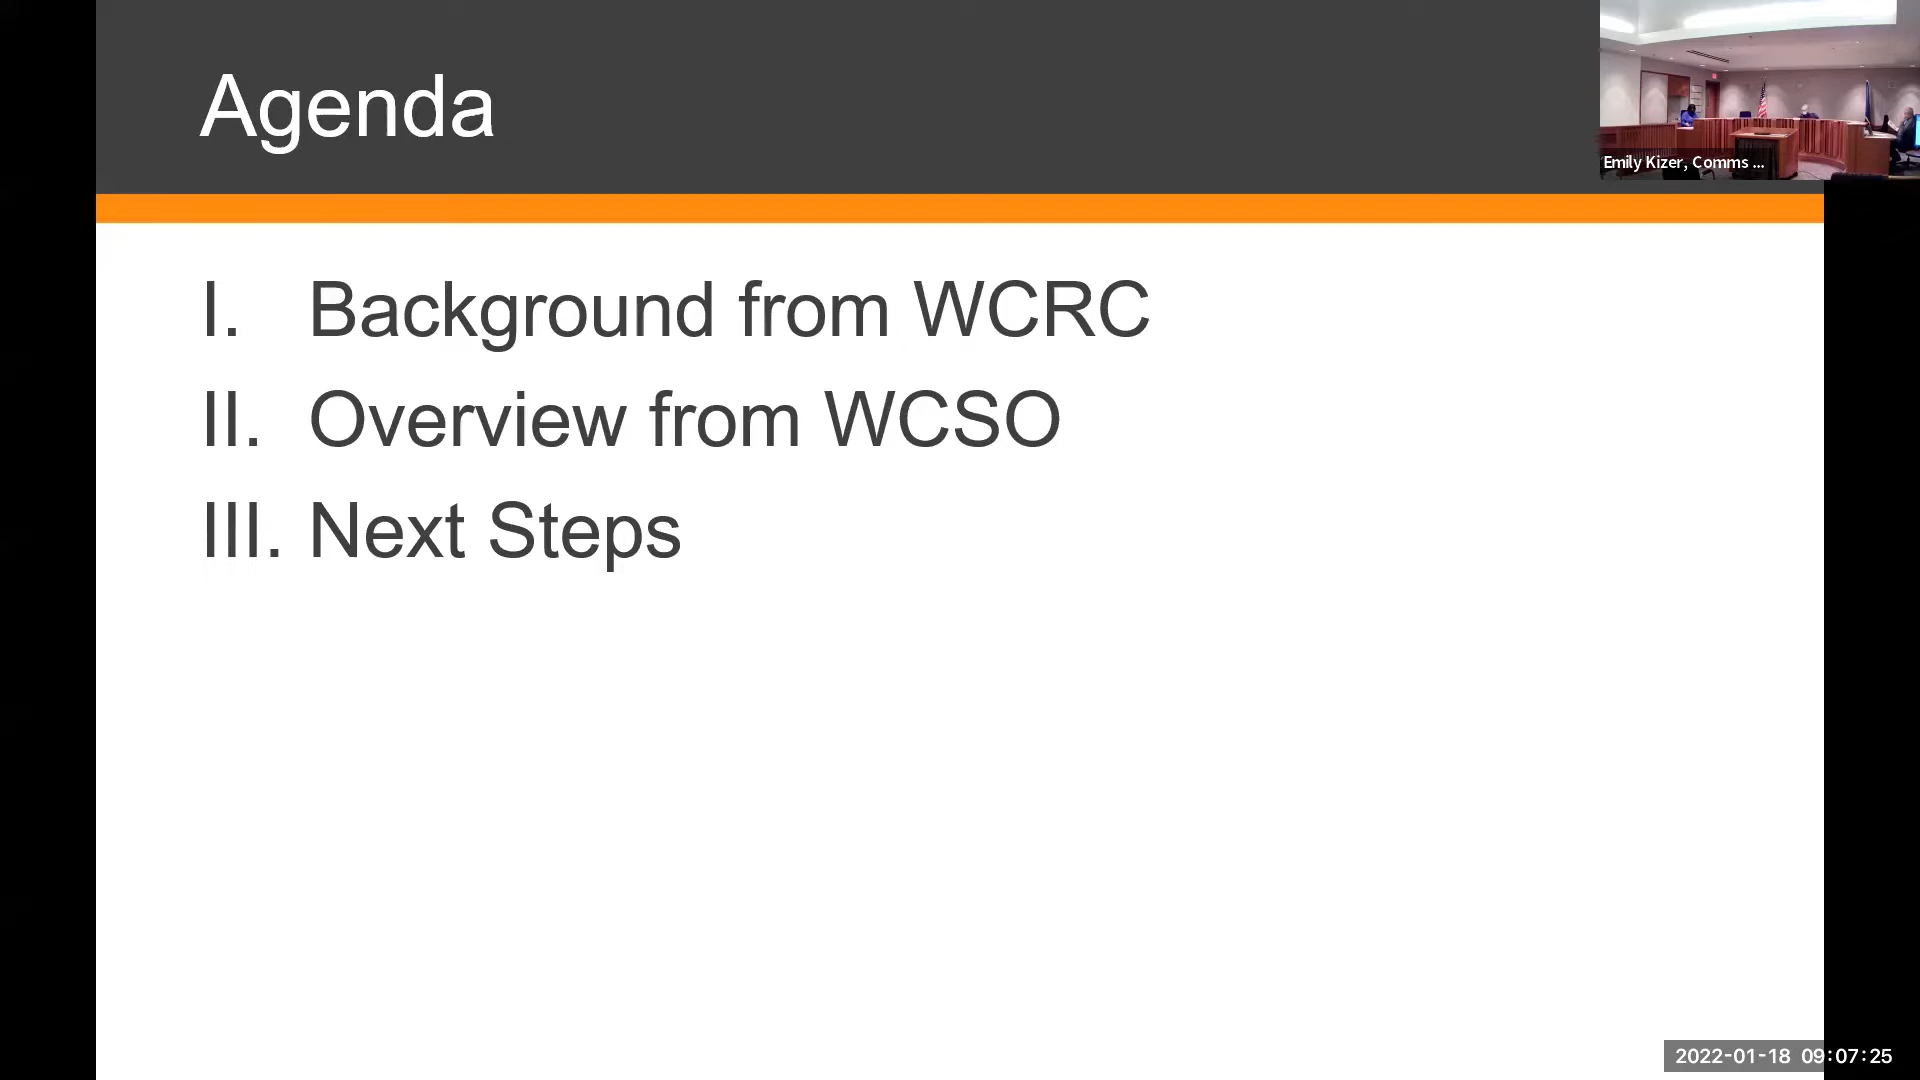 Agenda
Emily Kizer, Comms ...
I. Background from WCRC
II. Overview from WCSO
III. Next Steps
2022-01-18 09:07:25